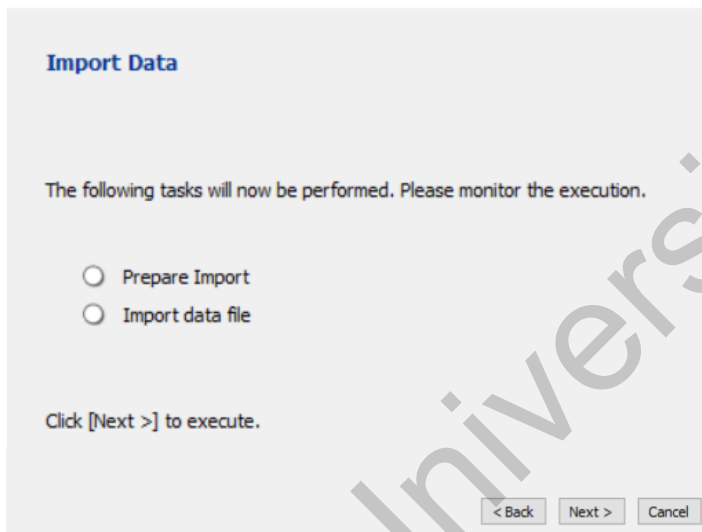 Import Data
The following tasks will now be performed. Please monitor the execution.
Prepare Import
Import data file
Click [Next >] to execute.
< Back Next > Cancel